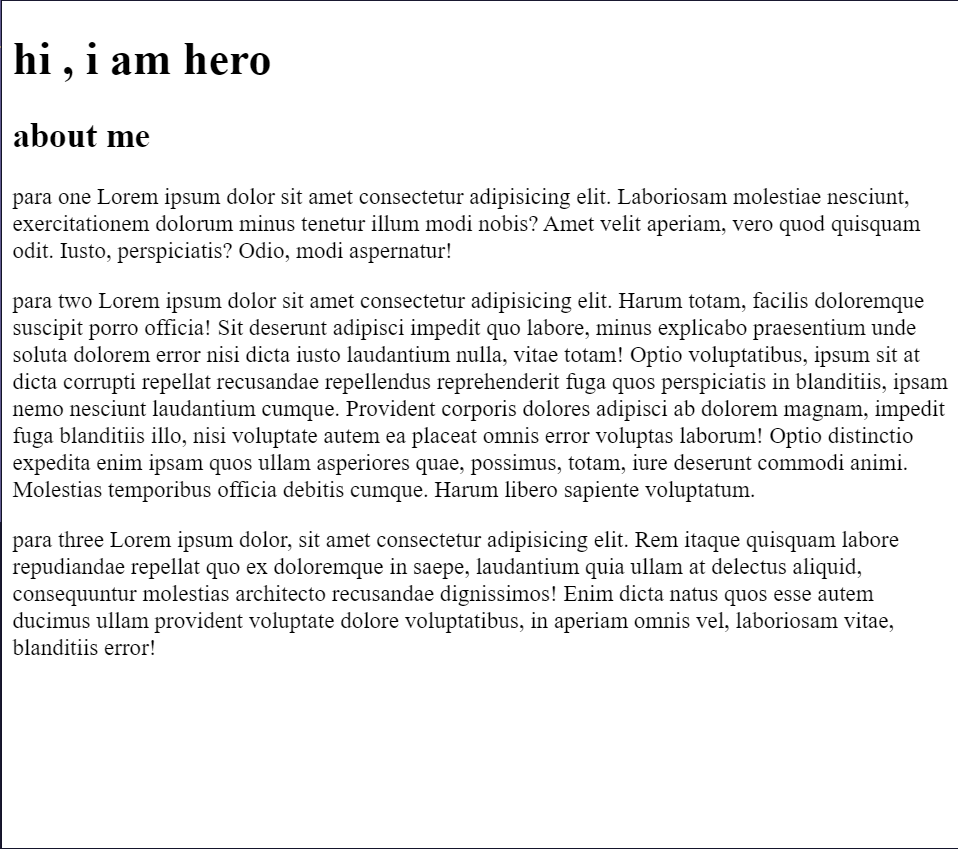 hi , i am hero
about me
para one Lorem ipsum dolor sit amet consectetur adipisicing elit. Laboriosam molestiae nesciunt,
exercitationem dolorum minus tenetur illum modi nobis? Amet velit aperiam, vero quod quisquam
odit. Iusto, perspiciatis? Odio, modi aspernatur!
para two Lorem ipsum dolor sit amet consectetur adipisicing elit. Harum totam, facilis doloremque
suscipit porro officia! Sit deserunt adipisci impedit quo labore, minus explicabo praesentium unde
soluta dolorem error nisi dicta iusto laudantium nulla, vitae totam! Optio voluptatibus, ipsum sit at
dicta corrupti repellat recusandae repellendus reprehenderit fuga quos perspiciatis in blanditiis, ipsam
nemo nesciunt laudantium cumque. Provident corporis dolores adipisci ab dolorem magnam, impedit
fuga blanditiis illo, nisi voluptate autem ea placeat omnis error voluptas laborum! Optio distinctio
expedita enim ipsam quos ullam asperiores quae, possimus, totam, iure deserunt commodi animi.
Molestias temporibus officia debitis cumque. Harum libero sapiente voluptatum.
para three Lorem ipsum dolor, sit amet consectetur adipisicing elit. Rem itaque quisquam labore
repudiandae repellat quo ex doloremque in saepe, laudantium quia ullam at delectus aliquid,
consequuntur molestias architecto recusandae dignissimos! Enim dicta natus quos esse autem
ducimus ullam provident voluptate dolore voluptatibus, in aperiam omnis vel, laboriosam vitae,
blanditiis error!